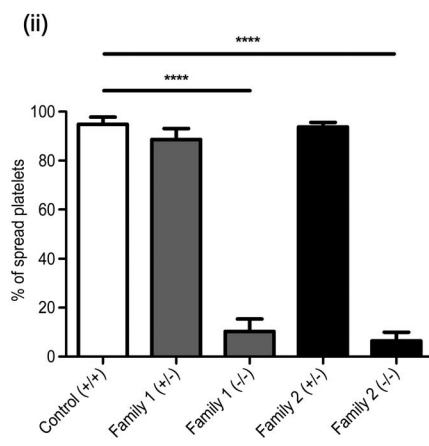 (ii)
****
****
% of spread platelets
100
80
60
40
20
0
Control (+/+)
Family 1 (+/-)
Family 1 (-/-)
Family 2 (+/-)
Family 2 (-/-)